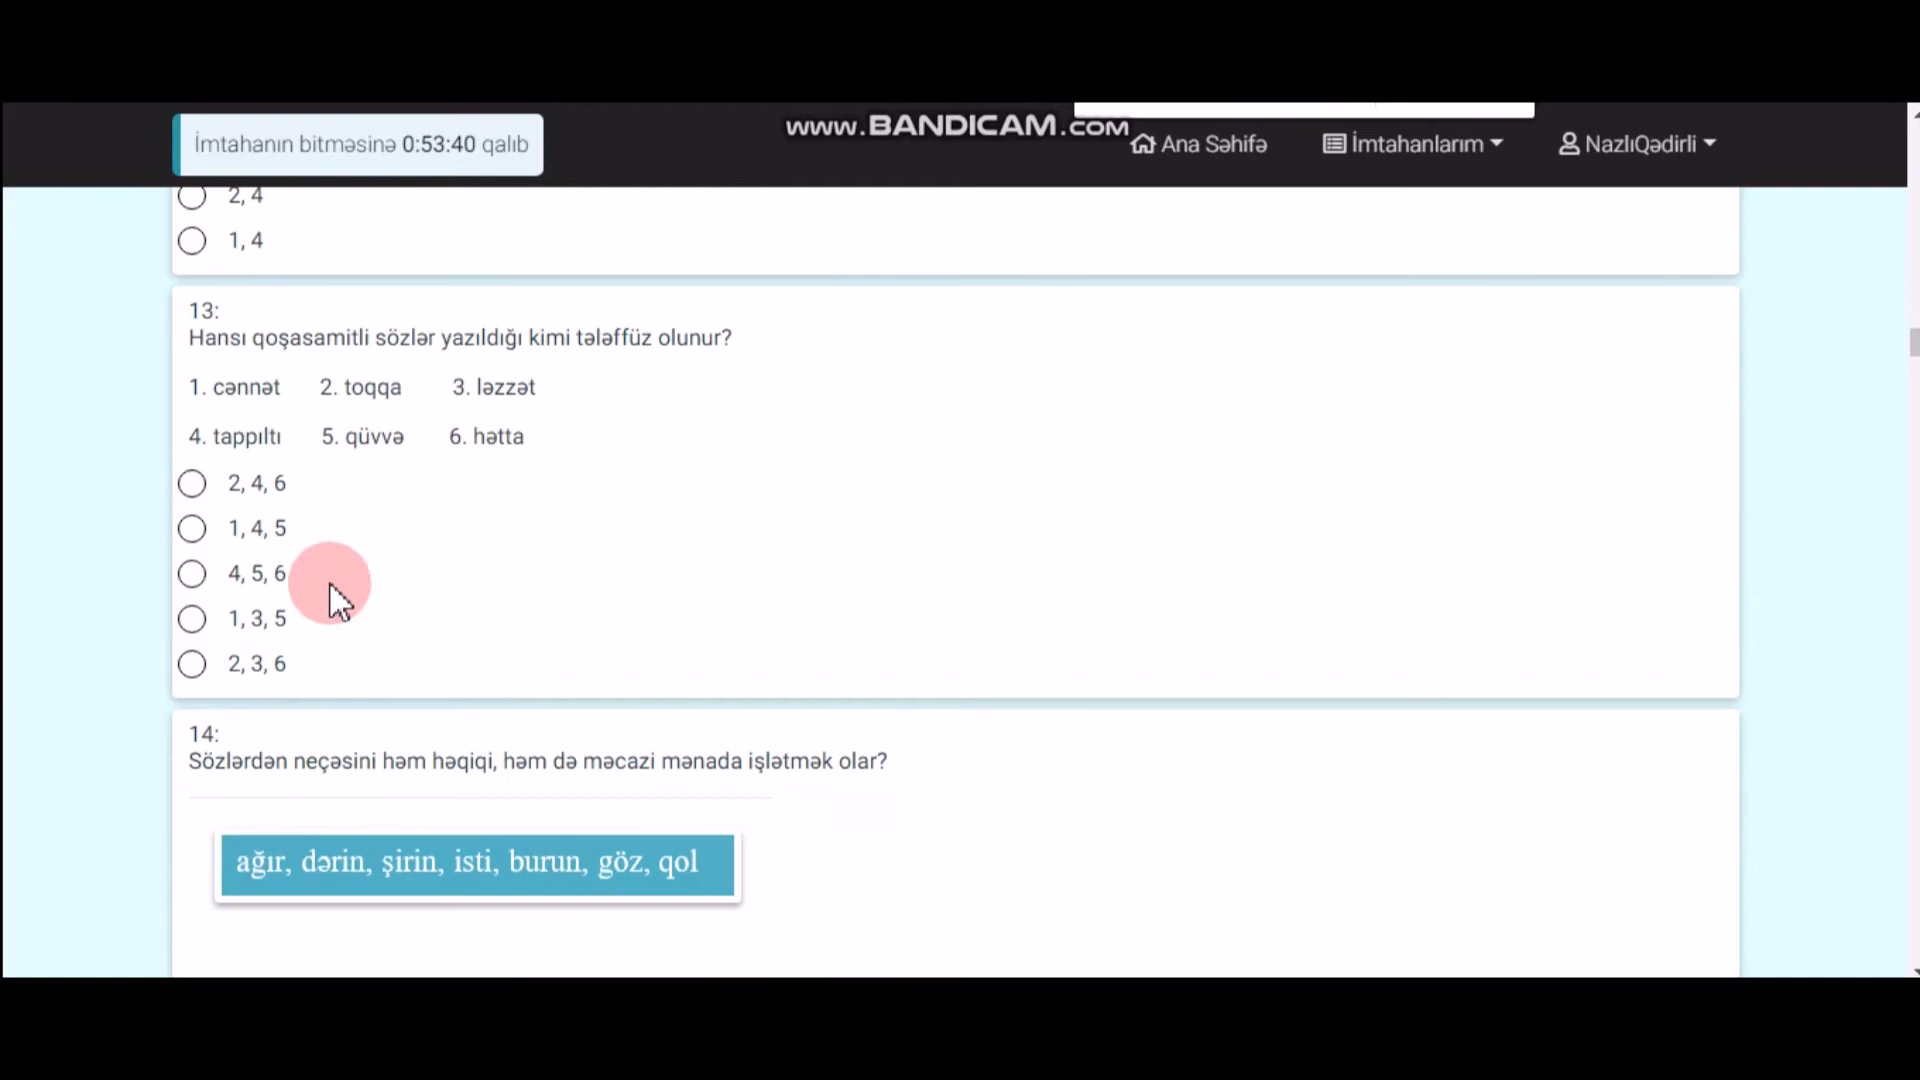 www.BANDICAM.com
İmtahanın bitməsinə 0:53:40 qalıb
Ana Səhifə
İmtahanlarım
NazlıQədirli
2, 4
1, 4
13:
Hansı qoşasamitli sözlər yazıldığı kimi tələffüz olunur?
1. cənnət 2. toqqa 3. ləzzət
4. tappıltı 5. qüvvə 6. hətta
2, 4, 6
1, 4, 5
4, 5, 6
1, 3, 5
2, 3, 6
14:
Sözlərdən neçəsini həm həqiqi, həm də məcazi mənada işlətmək olar?
ağır, dərin, şirin, isti, burun, göz, qol